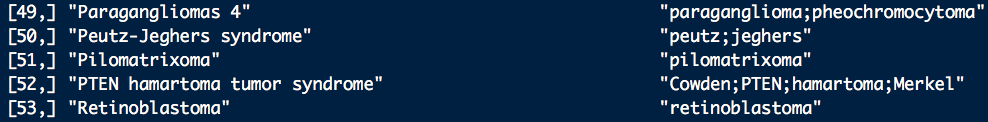 [49,] "Paragangliomas 4" "paraganglioma;pheochromocytoma"
[50,] "Peutz-Jeghers syndrome" "peutz;jeghers"
[51,] "Pilomatrixoma" "pilomatrixoma"
[52,] "PTEN hamartoma tumor syndrome" "Cowden;PTEN;hamartoma;Merkel"
[53,] "Retinoblastoma" "retinoblastoma"